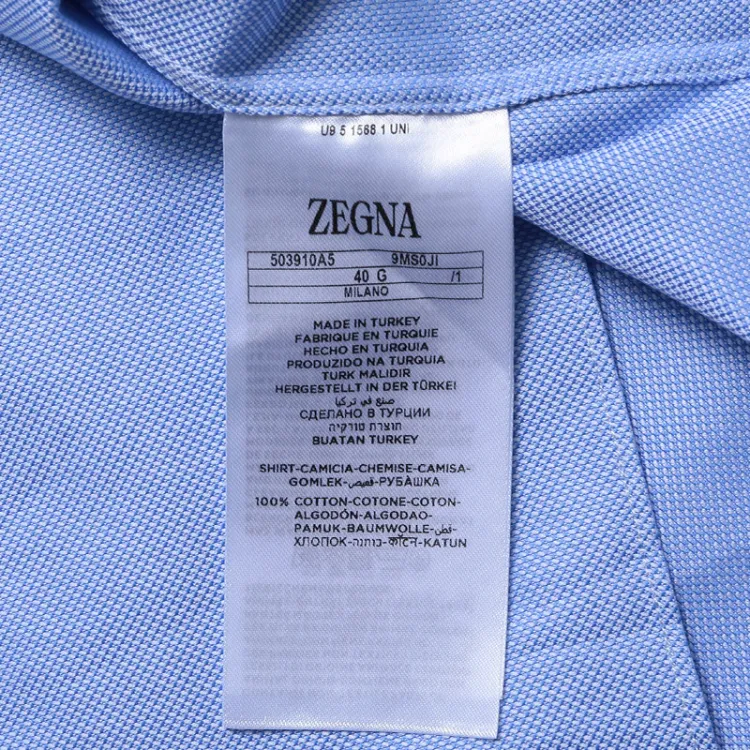 U9 5 1568.1 UNI
ZEGNA
503910A5 9MS0JI
40 G /1
MILANO
MADE IN TURKEY
FABRIQUE EN TURQUIE
HECHO EN TURQUIA
PRODUZIDO NA TURQUIA
TURK MALIDIR
HERGESTELLT IN DER TÜRKEI
صنع في تركيا
СДЕЛАНО В ТУРЦИИ
תוצרת טורקיה
BUATAN TURKEY
SHIRT-CAMICIA-CHEMISE-CAMISA-
GOMLEK-قميص-РУБАШКА
100% COTTON-COTONE-COTON-
ALGODÓN-ALGODAO-
PAMUK-BAUMWOLLE-قطن-
ХЛОПОК-כותנה-कॉटन-KATUN